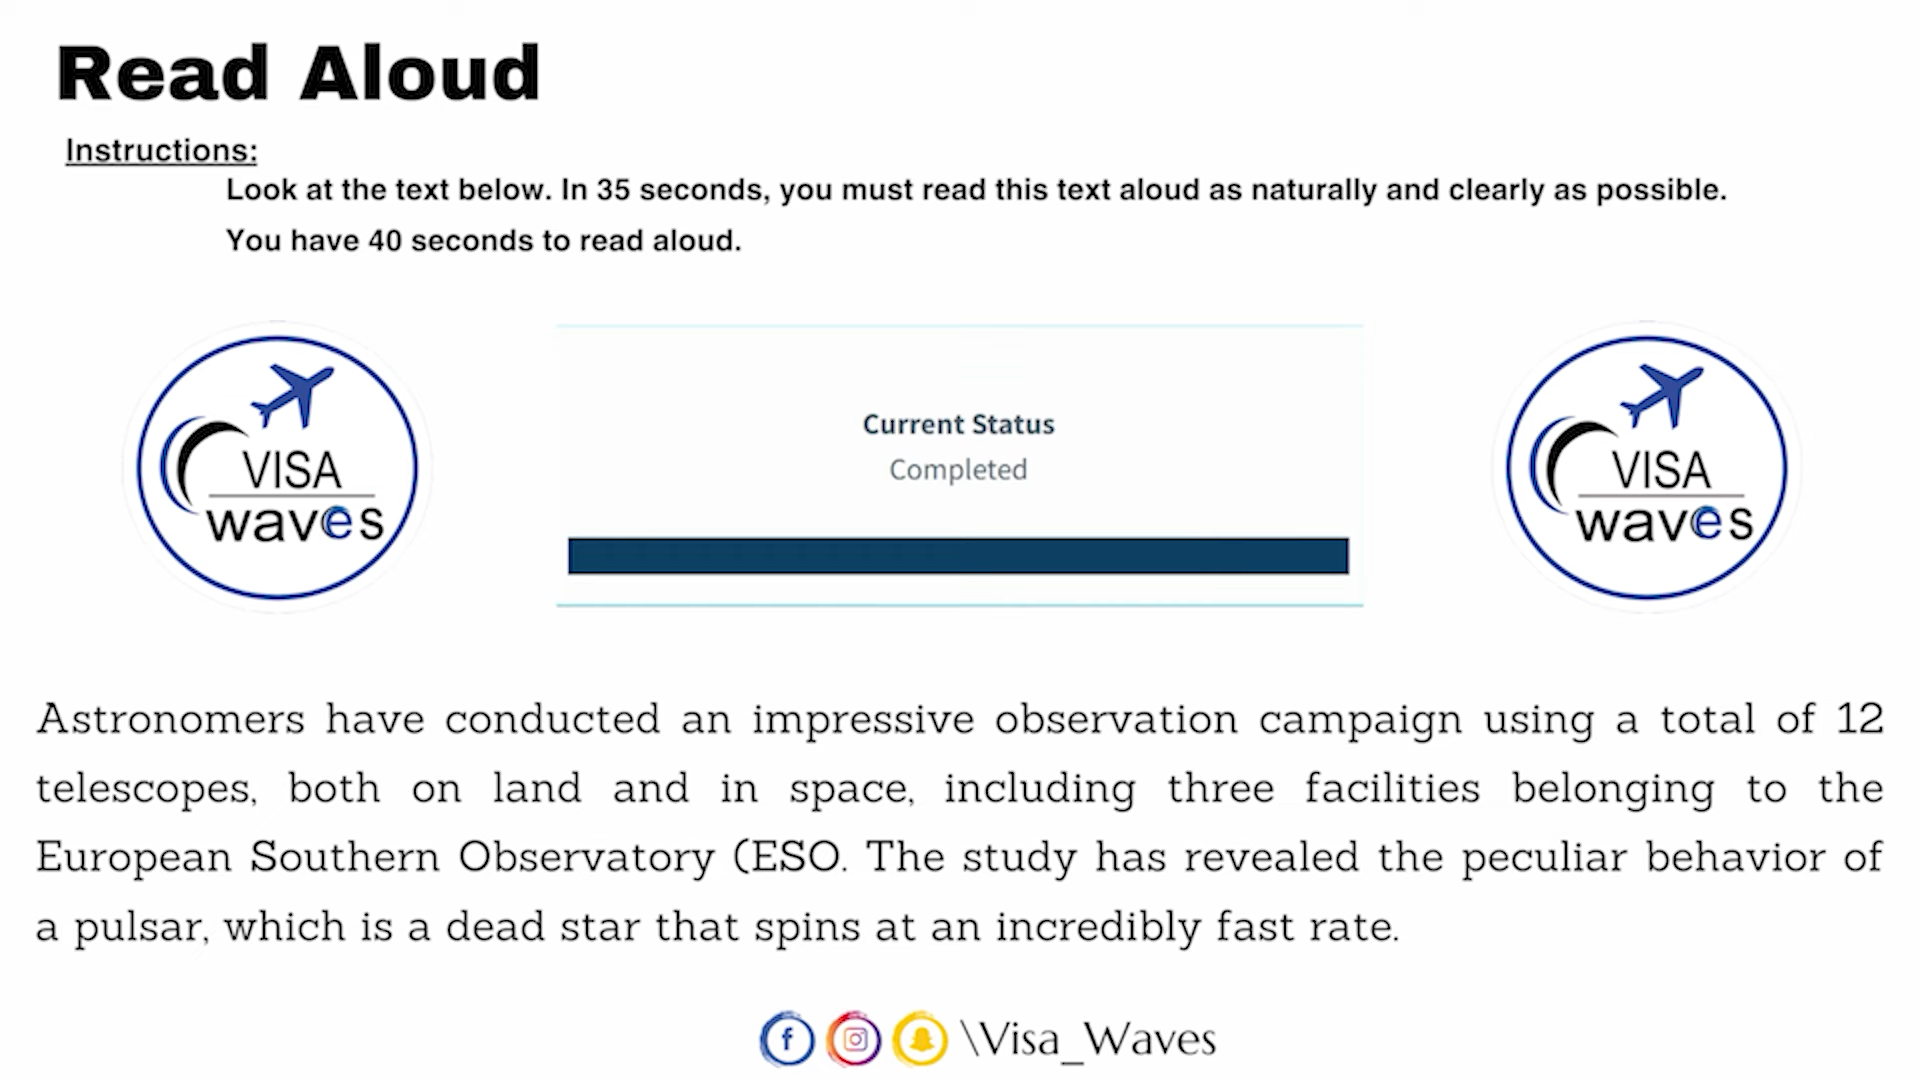 Read Aloud
Instructions:
Look at the text below. In 35 seconds, you must read this text aloud as naturally and clearly as possible.
You have 40 seconds to read aloud.
VISA
waves
Current Status
Completed
VISA
waves
Astronomers have conducted an impressive observation campaign using a total of 12
telescopes, both on land and in space, including three facilities belonging to the
European Southern Observatory (ESO. The study has revealed the peculiar behavior of
a pulsar, which is a dead star that spins at an incredibly fast rate.
\Visa_Waves